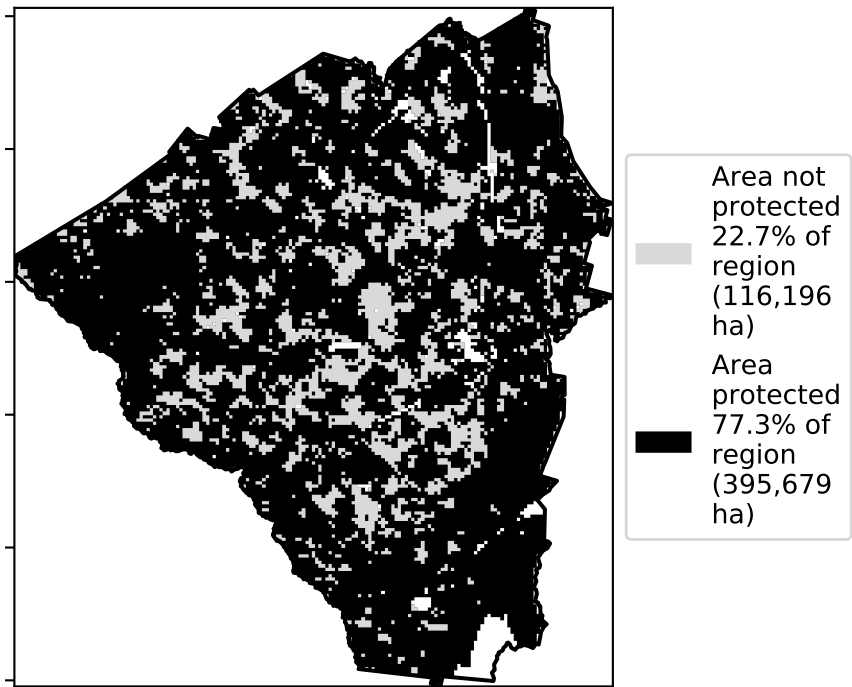 Area not
protected
22.7% of
region
(116,196
ha)
Area
protected
77.3% of
region
(395,679
ha)